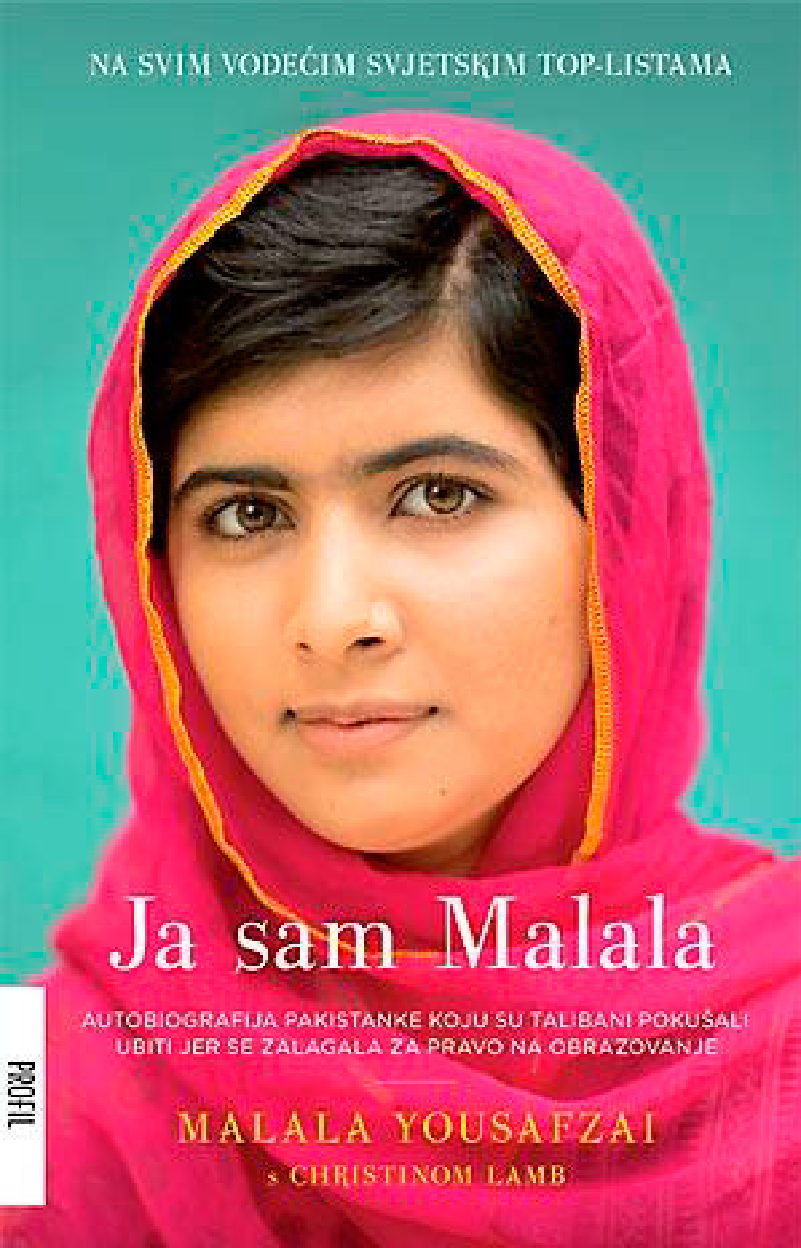 NA SVIM VODEĆIM SVJETSKIM TOP-LISTAMA
Ja sam Malala
AUTOBIOGRAFIJA PAKISTANKE KOJU SU TALIBANI POKUŠALI
UBITI JER SE ZALAGALA ZA PRAVO NA OBRAZOVANJE
PROFIL
MALALA YOUSAFZAI
s CHRISTINOM LAMB